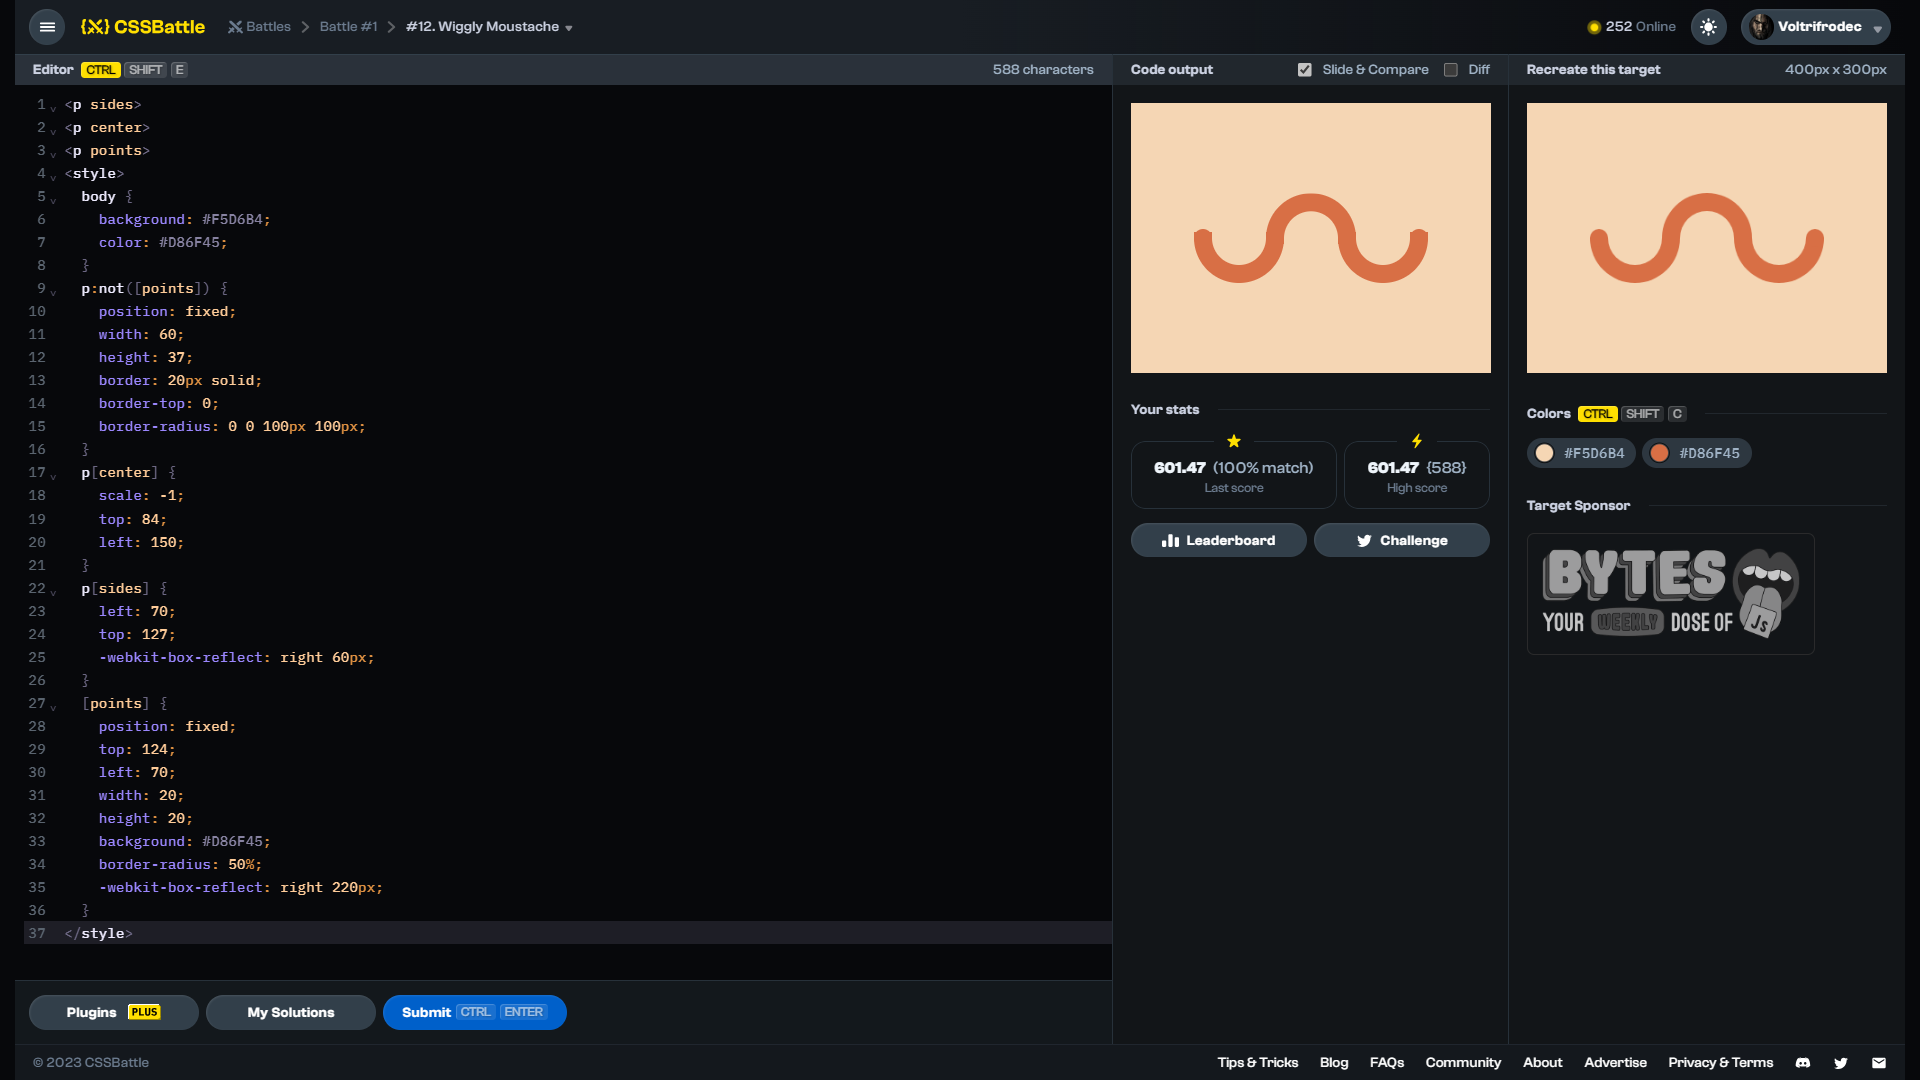 CSSBattle
Battles
Battle #1
#12. Wiggly Moustache
252 Online
Voltrifrodec
Editor CTRL SHIFT E
588 characters
1 <p sides>
2 <p center>
3 <p points>
4 <style>
5 body {
6 background: #F5D6B4;
7 color: #D86F45;
8 }
9 p:not([points]) {
10 position: fixed;
11 width: 60;
12 height: 37;
13 border: 20px solid;
14 border-top: 0;
15 border-radius: 0 0 100px 100px;
16 }
17 p[center] {
18 scale: -1;
19 top: 84;
20 left: 150;
21 }
22 p[sides] {
23 left: 70;
24 top: 127;
25 -webkit-box-reflect: right 60px;
26 }
27 [points] {
28 position: fixed;
29 top: 124;
30 left: 70;
31 width: 20;
32 height: 20;
33 background: #D86F45;
34 border-radius: 50%;
35 -webkit-box-reflect: right 220px;
36 }
37 </style>
Plugins PLUS
My Solutions
Submit CTRL ENTER
Code output
Slide & Compare
Diff
Your stats
601.47 (100% match)
Last score
601.47 {588}
High score
Leaderboard
Challenge
Recreate this target
400px x 300px
Colors CTRL SHIFT C
#F5D6B4
#D86F45
Target Sponsor
BYTES
YOUR WEEKLY DOSE OF
JS
© 2023 CSSBattle
Tips & Tricks
Blog
FAQs
Community
About
Advertise
Privacy & Terms